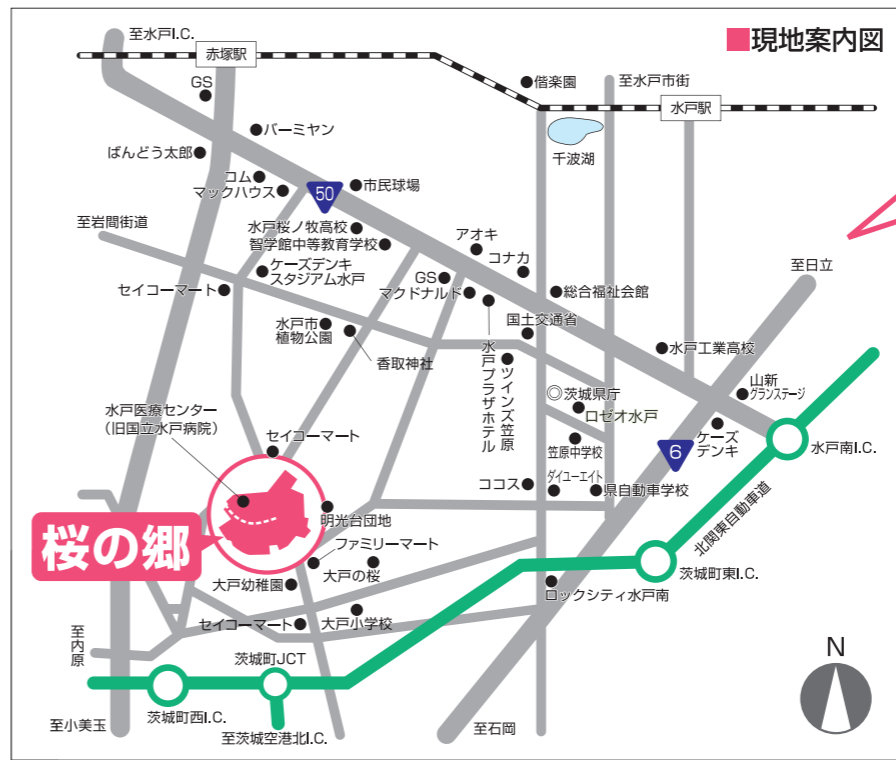 ■現地案内図
至水戸I.C.
赤塚駅
GS
偕楽園
至水戸市街
水戸駅
千波湖
バーミヤン
ばんどう太郎
コム
マックハウス
50
市民球場
至岩間街道
水戸桜ノ牧高校
智学館中等教育学校
アオキ
コナカ
至日立
ケーズデンキ
スタジアム水戸
セイコーマート
GS
マクドナルド
総合福祉会館
国土交通省
水戸市
植物公園
香取神社
水戸プラザホテル
ツインズ笠原
水戸工業高校
山新
グランステージ
◎茨城県庁
ロゼオ水戸
水戸医療センター
(旧国立水戸病院)
セイコーマート
笠原中学校
6
ケーズ
デンキ
水戸南I.C.
ココス
ダイユーエイト
県自動車学校
北関東自動車道
明光台団地
桜の郷
ファミリーマート
大戸の桜
大戸幼稚園
茨城町東I.C.
ロックシティ水戸南
セイコーマート
大戸小学校
至内原
茨城町JCT
N
茨城町西I.C.
至小美玉
至茨城空港北I.C.
至石岡